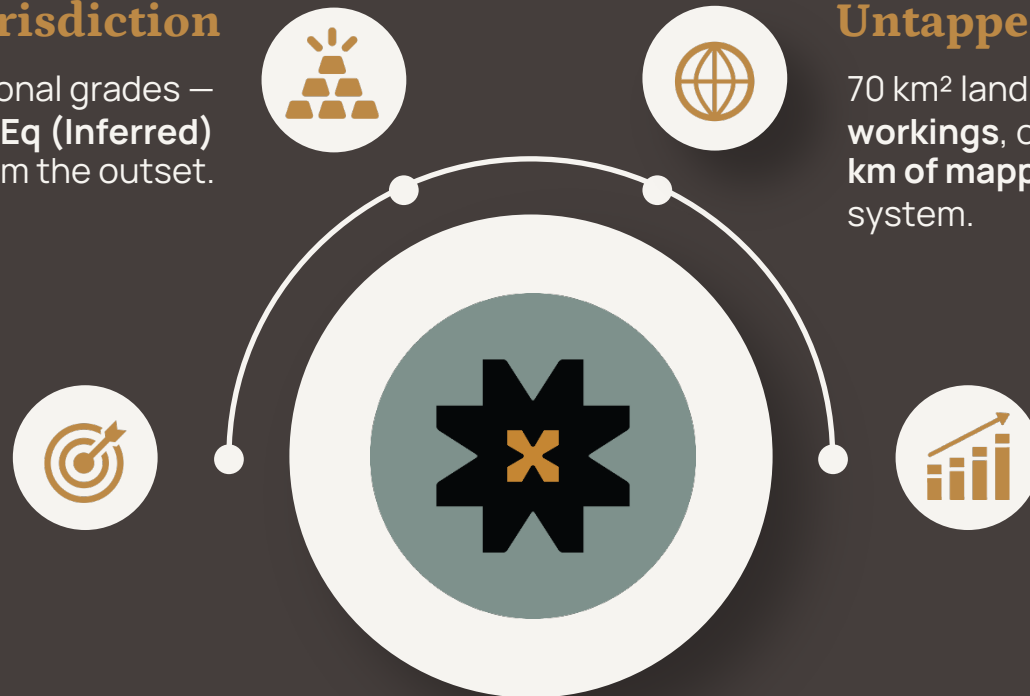 risdiction
onal grades —
Eq (Inferred)
m the outset.
Untappe
70 km² land
workings, c
km of mapp
system.